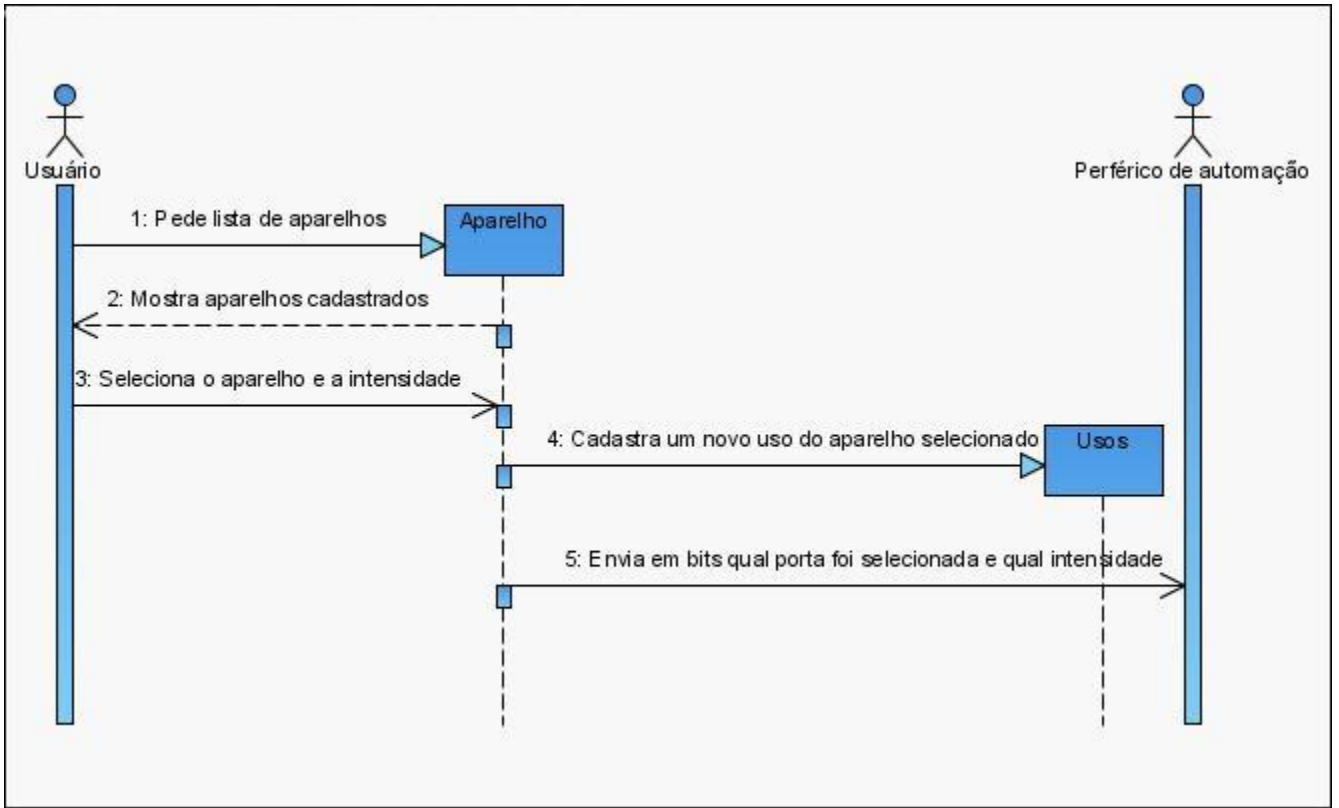 Usuário
Perférico de automação
1: Pede lista de aparelhos
Aparelho
2: Mostra aparelhos cadastrados
3: Seleciona o aparelho e a intensidade
4: Cadastra um novo uso do aparelho selecionado
Usos
5: Envia em bits qual porta foi selecionada e qual intensidade